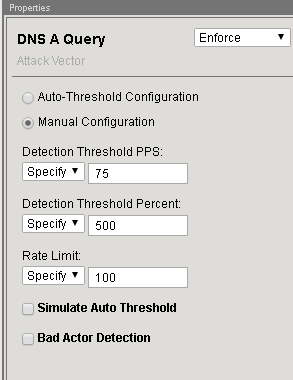 Properties
DNS A Query
Enforce
Attack Vector
Auto-Threshold Configuration
Manual Configuration
Detection Threshold PPS:
Specify 75
Detection Threshold Percent:
Specify 500
Rate Limit:
Specify 100
Simulate Auto Threshold
Bad Actor Detection